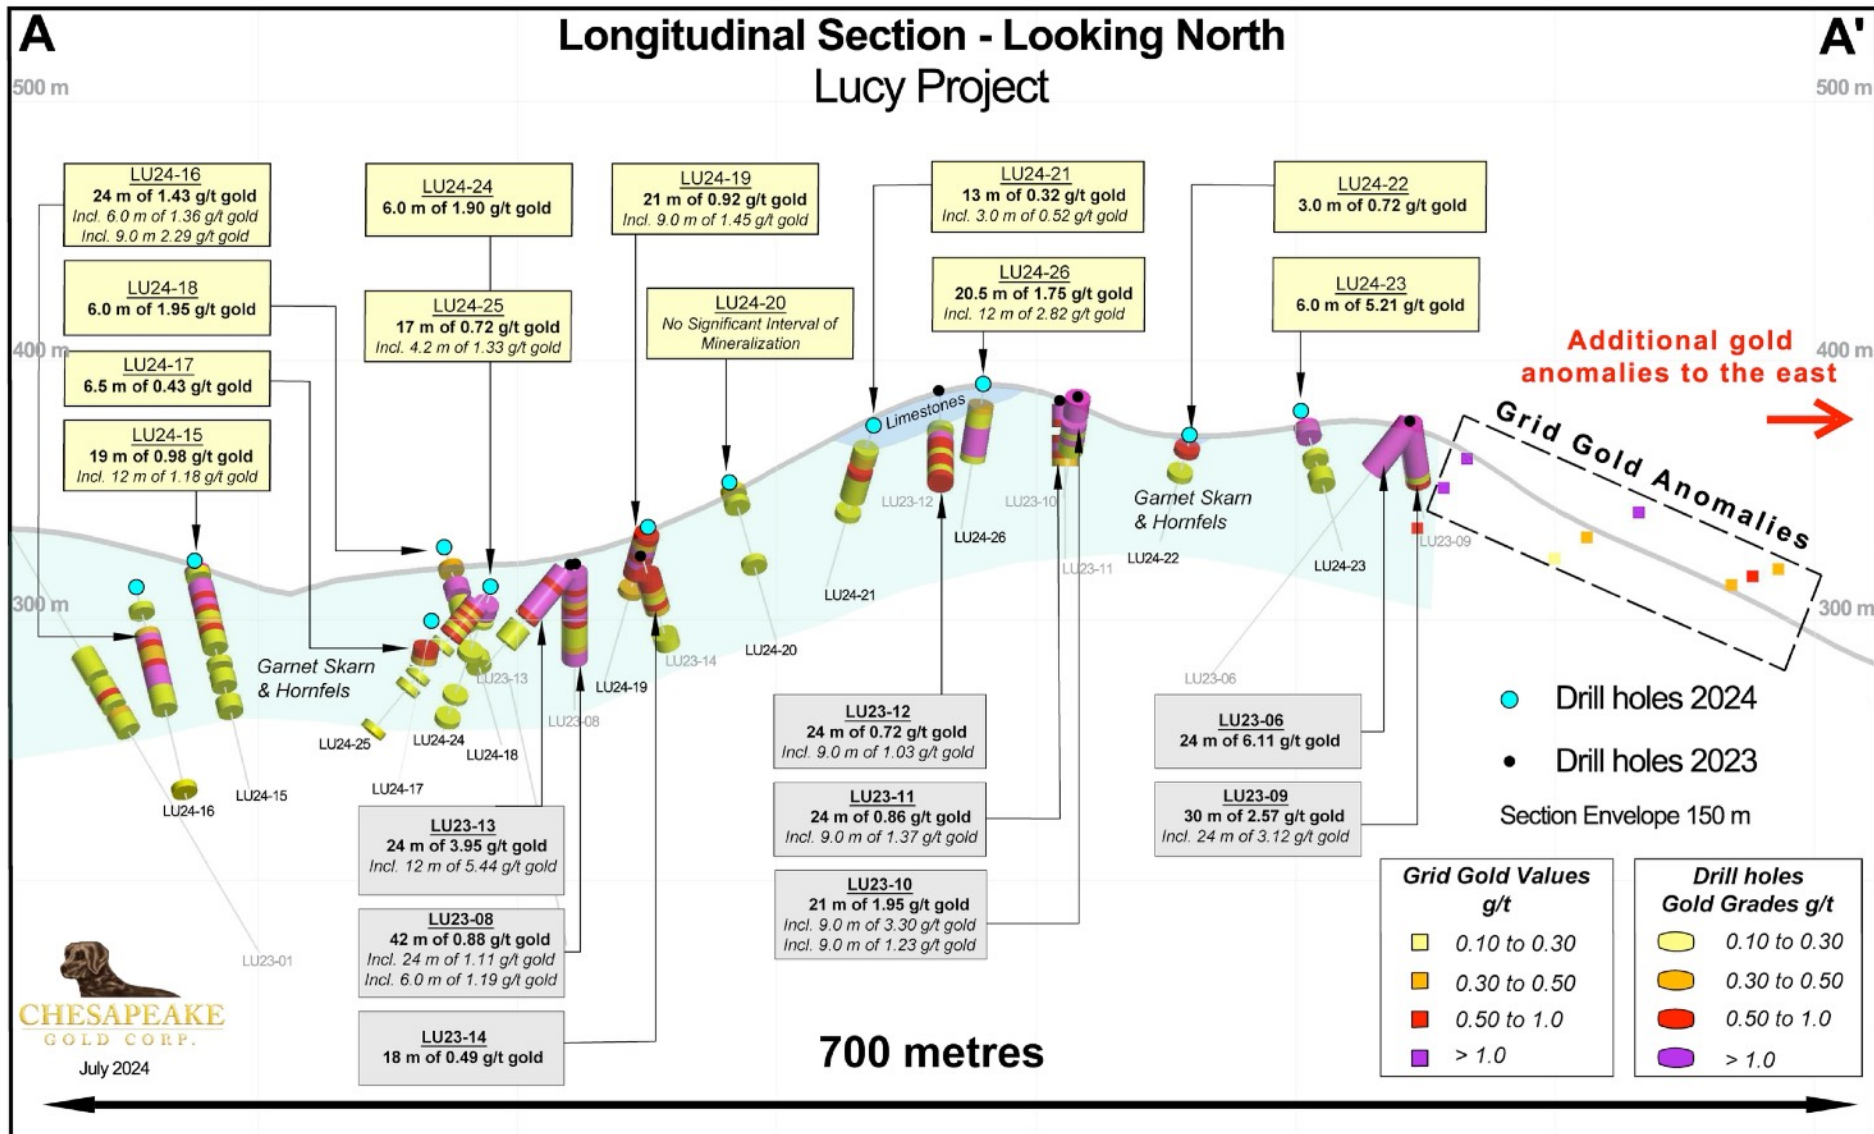 A
Longitudinal Section - Looking North
A'
Lucy Project
500 m
500 m
LU24-16
24 m of 1.43 g/t gold
Incl. 6.0 m of 1.36 g/t gold
Incl. 9.0 m 2.29 g/t gold
LU24-18
6.0 m of 1.95 g/t gold
LU24-17
6.5 m of 0.43 g/t gold
LU24-15
19 m of 0.98 g/t gold
Incl. 12 m of 1.18 g/t gold
LU24-24
6.0 m of 1.90 g/t gold
LU24-25
17 m of 0.72 g/t gold
Incl. 4.2 m of 1.33 g/t gold
LU24-19
21 m of 0.92 g/t gold
Incl. 9.0 m of 1.45 g/t gold
LU24-20
No Significant Interval of
Mineralization
LU24-21
13 m of 0.32 g/t gold
Incl. 3.0 m of 0.52 g/t gold
LU24-26
20.5 m of 1.75 g/t gold
Incl. 12 m of 2.82 g/t gold
LU24-22
3.0 m of 0.72 g/t gold
LU24-23
6.0 m of 5.21 g/t gold
400 m
400 m
Additional gold
anomalies to the east
Grid Gold Anomalies
Limestones
LU23-12
LU23-10
LU24-26
Garnet Skarn
& Hornfels
LU24-22
LU23-11
LU24-23
LU23-09
LU24-21
300 m
300 m
Garnet Skarn
& Hornfels
LU23-13
LU23-14
LU24-20
LU24-19
LU23-08
LU23-06
LU24-25
LU24-24
LU24-18
LU24-17
LU24-16
LU24-15
LU23-01
LU23-13
24 m of 3.95 g/t gold
Incl. 12 m of 5.44 g/t gold
LU23-08
42 m of 0.88 g/t gold
Incl. 24 m of 1.11 g/t gold
Incl. 6.0 m of 1.19 g/t gold
LU23-14
18 m of 0.49 g/t gold
LU23-12
24 m of 0.72 g/t gold
Incl. 9.0 m of 1.03 g/t gold
LU23-11
24 m of 0.86 g/t gold
Incl. 9.0 m of 1.37 g/t gold
LU23-10
21 m of 1.95 g/t gold
Incl. 9.0 m of 3.30 g/t gold
Incl. 9.0 m of 1.23 g/t gold
LU23-06
24 m of 6.11 g/t gold
LU23-09
30 m of 2.57 g/t gold
Incl. 24 m of 3.12 g/t gold
Drill holes 2024
Drill holes 2023
Section Envelope 150 m
Grid Gold Values
g/t
0.10 to 0.30
0.30 to 0.50
0.50 to 1.0
> 1.0
Drill holes
Gold Grades g/t
0.10 to 0.30
0.30 to 0.50
0.50 to 1.0
> 1.0
CHESAPEAKE
GOLD CORP.
July 2024
700 metres